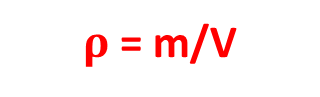 ρ = m/V